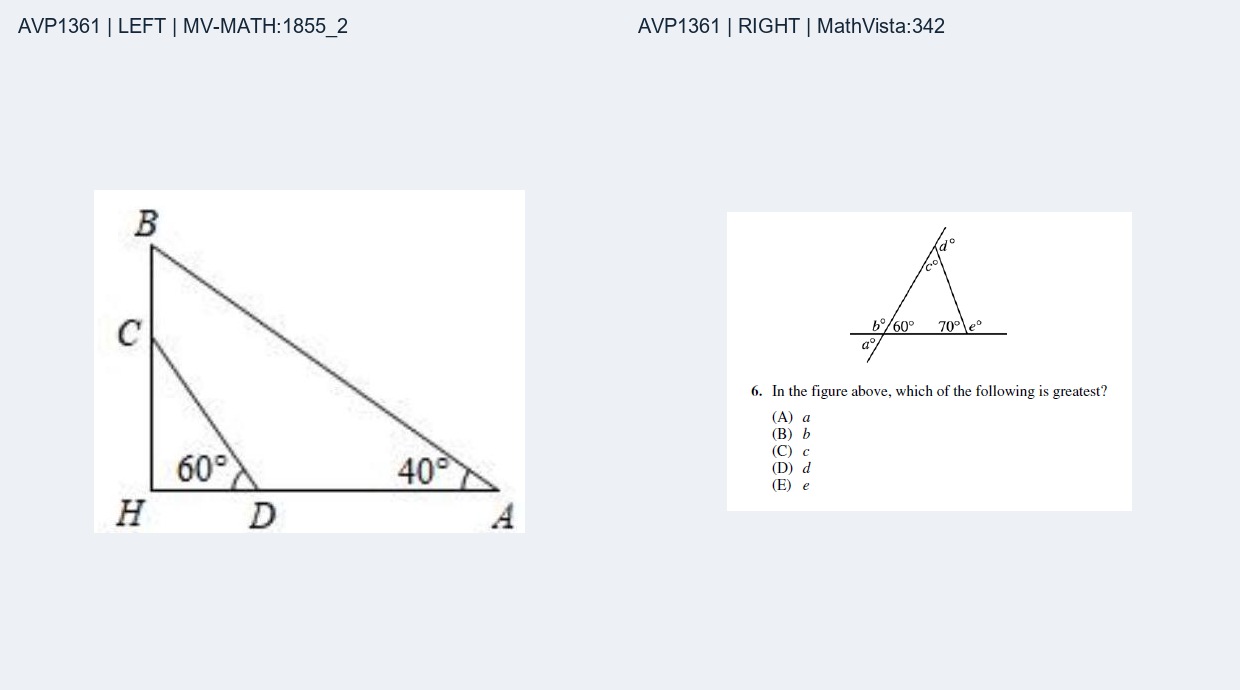 AVP1361 | LEFT | MV-MATH:1855_2
AVP1361 | RIGHT | MathVista:342
B
C
60°
40°
H
D
A
d°
c°
b°
60°
70°
e°
a°
6. In the figure above, which of the following is greatest?
(A) a
(B) b
(C) c
(D) d
(E) e